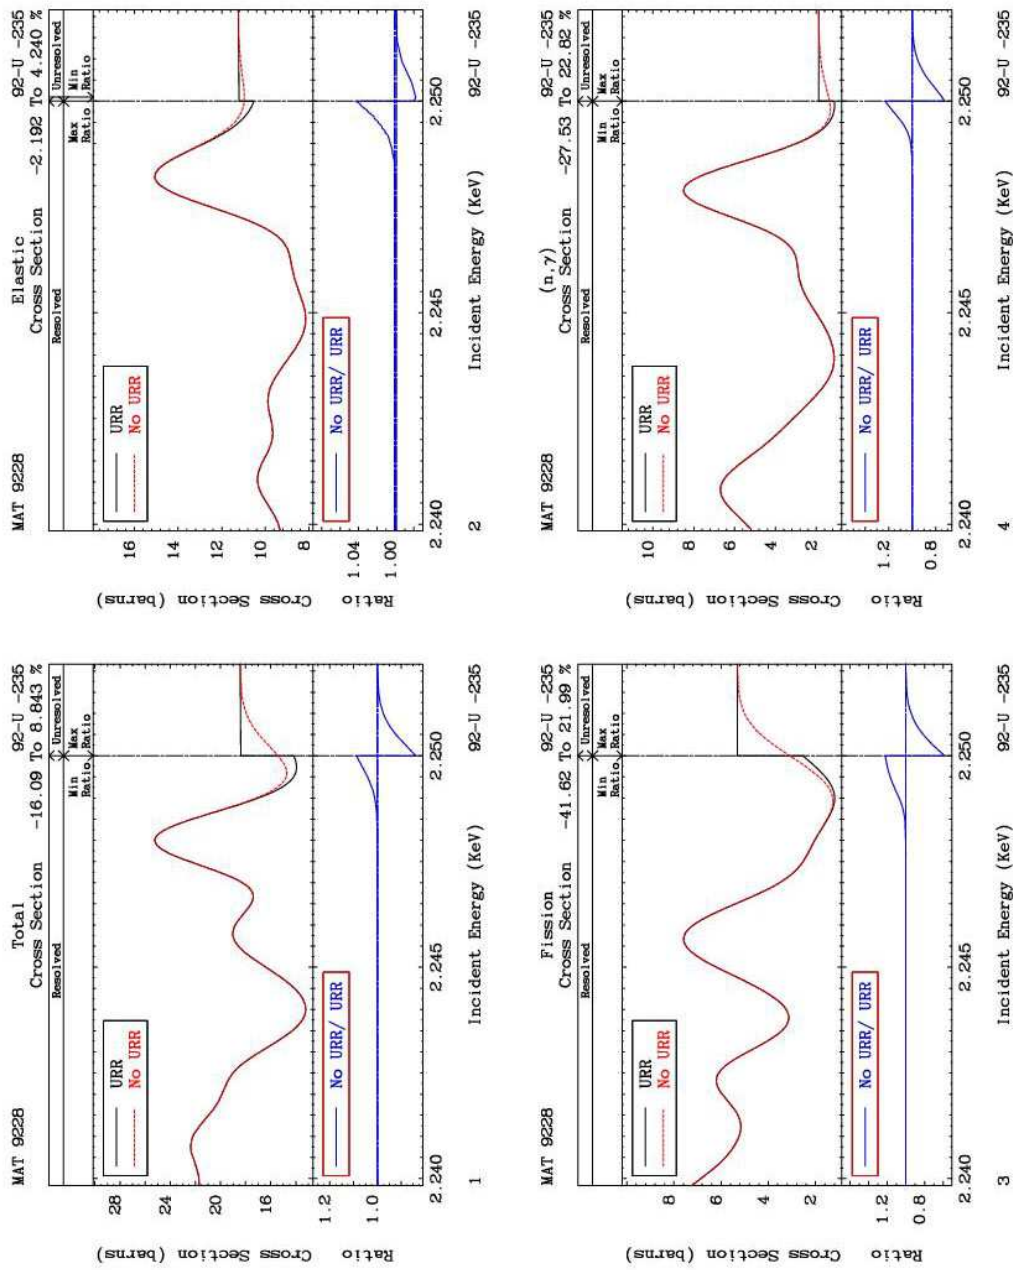 MAT 9228
Total
92-U -235
Cross Section
-16.09 To 8.843 %
Resolved
Unresolved
Min
Ratio
Max
Ratio
URR
No URR
28
24
20
16
Cross Section (barns)
No URR/ URR
1.2
1.0
Ratio
2.240
2.245
2.250
1
Incident Energy (KeV)
92-U -235
MAT 9228
Elastic
92-U -235
Cross Section
-2.192 To 4.240 %
Resolved
Unresolved
Max
Ratio
Min
Ratio
URR
No URR
16
14
12
10
8
Cross Section (barns)
No URR/ URR
1.04
1.00
Ratio
2.240
2.245
2.250
2
Incident Energy (KeV)
92-U -235
MAT 9228
Fission
92-U -235
Cross Section
-41.62 To 21.99 %
Resolved
Unresolved
Min
Ratio
Max
Ratio
URR
No URR
8
6
4
2
Cross Section (barns)
No URR/ URR
1.2
0.8
Ratio
2.240
2.245
2.250
3
Incident Energy (KeV)
92-U -235
MAT 9228
(n,γ)
92-U -235
Cross Section
-27.53 To 22.82 %
Resolved
Unresolved
Min
Ratio
Max
Ratio
URR
No URR
10
8
6
4
2
Cross Section (barns)
No URR/ URR
1.2
0.8
Ratio
2.240
2.245
2.250
4
Incident Energy (KeV)
92-U -235